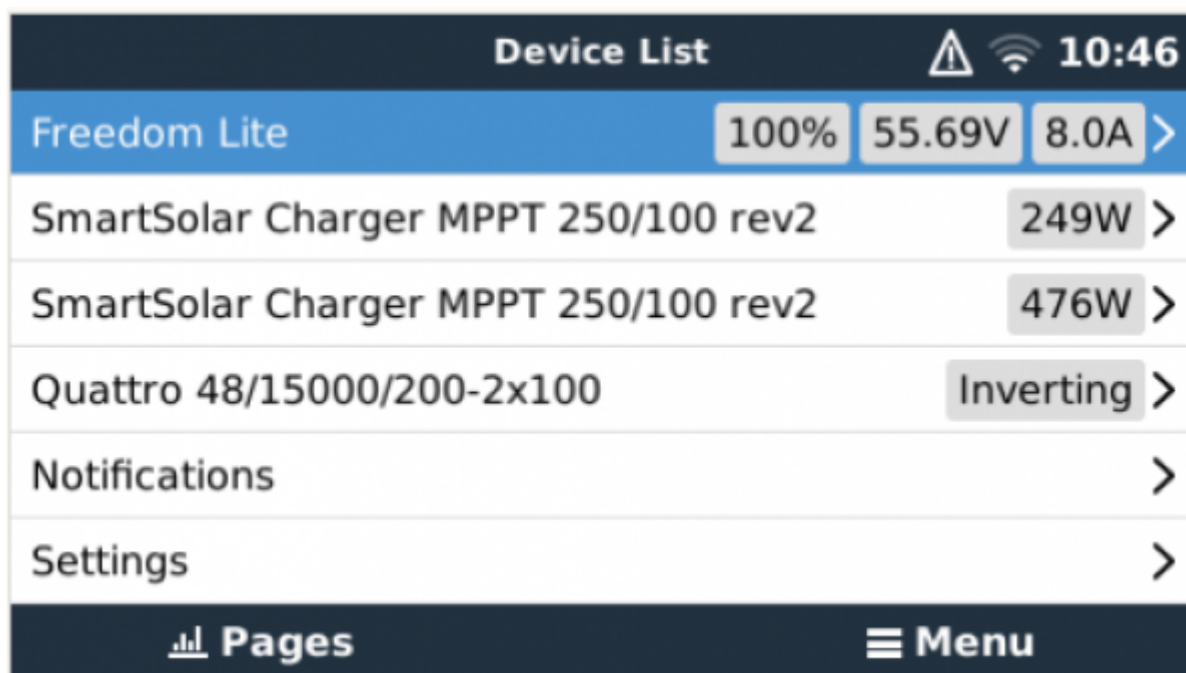 Device List 10:46
Freedom Lite 100% 55.69V 8.0A
SmartSolar Charger MPPT 250/100 rev2 249W
SmartSolar Charger MPPT 250/100 rev2 476W
Quattro 48/15000/200-2x100 Inverting
Notifications
Settings
Pages Menu